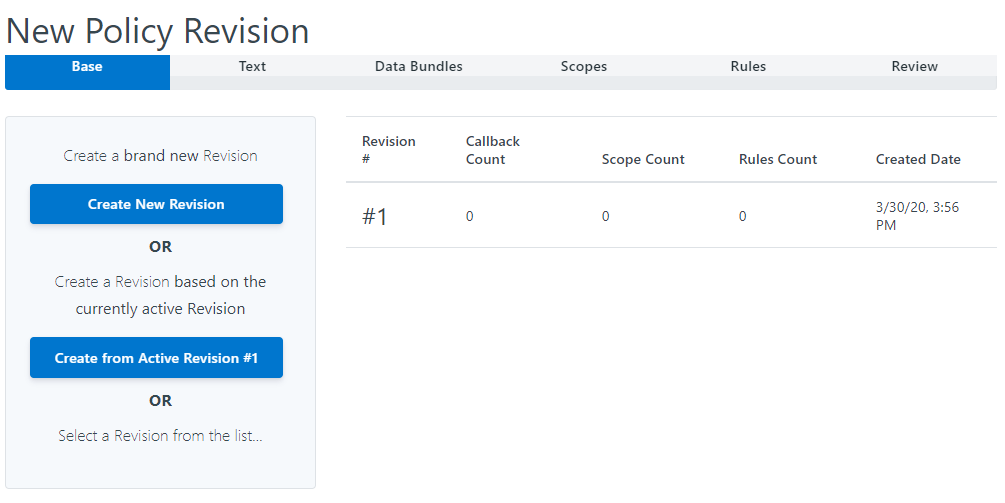 New Policy Revision
Base Text Data Bundles Scopes Rules Review
Create a brand new Revision
Create New Revision
OR
Create a Revision based on the
currently active Revision
Create from Active Revision #1
OR
Select a Revision from the list...
Revision # Callback Count Scope Count Rules Count Created Date
#1 0 0 0 3/30/20, 3:56 PM